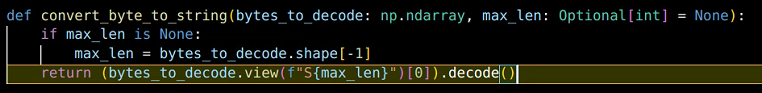 def convert_byte_to_string(bytes_to_decode: np.ndarray, max_len: Optional[int] = None):
    if max_len is None:
        max_len = bytes_to_decode.shape[-1]
    return (bytes_to_decode.view(f"S{max_len}")[0]).decode()